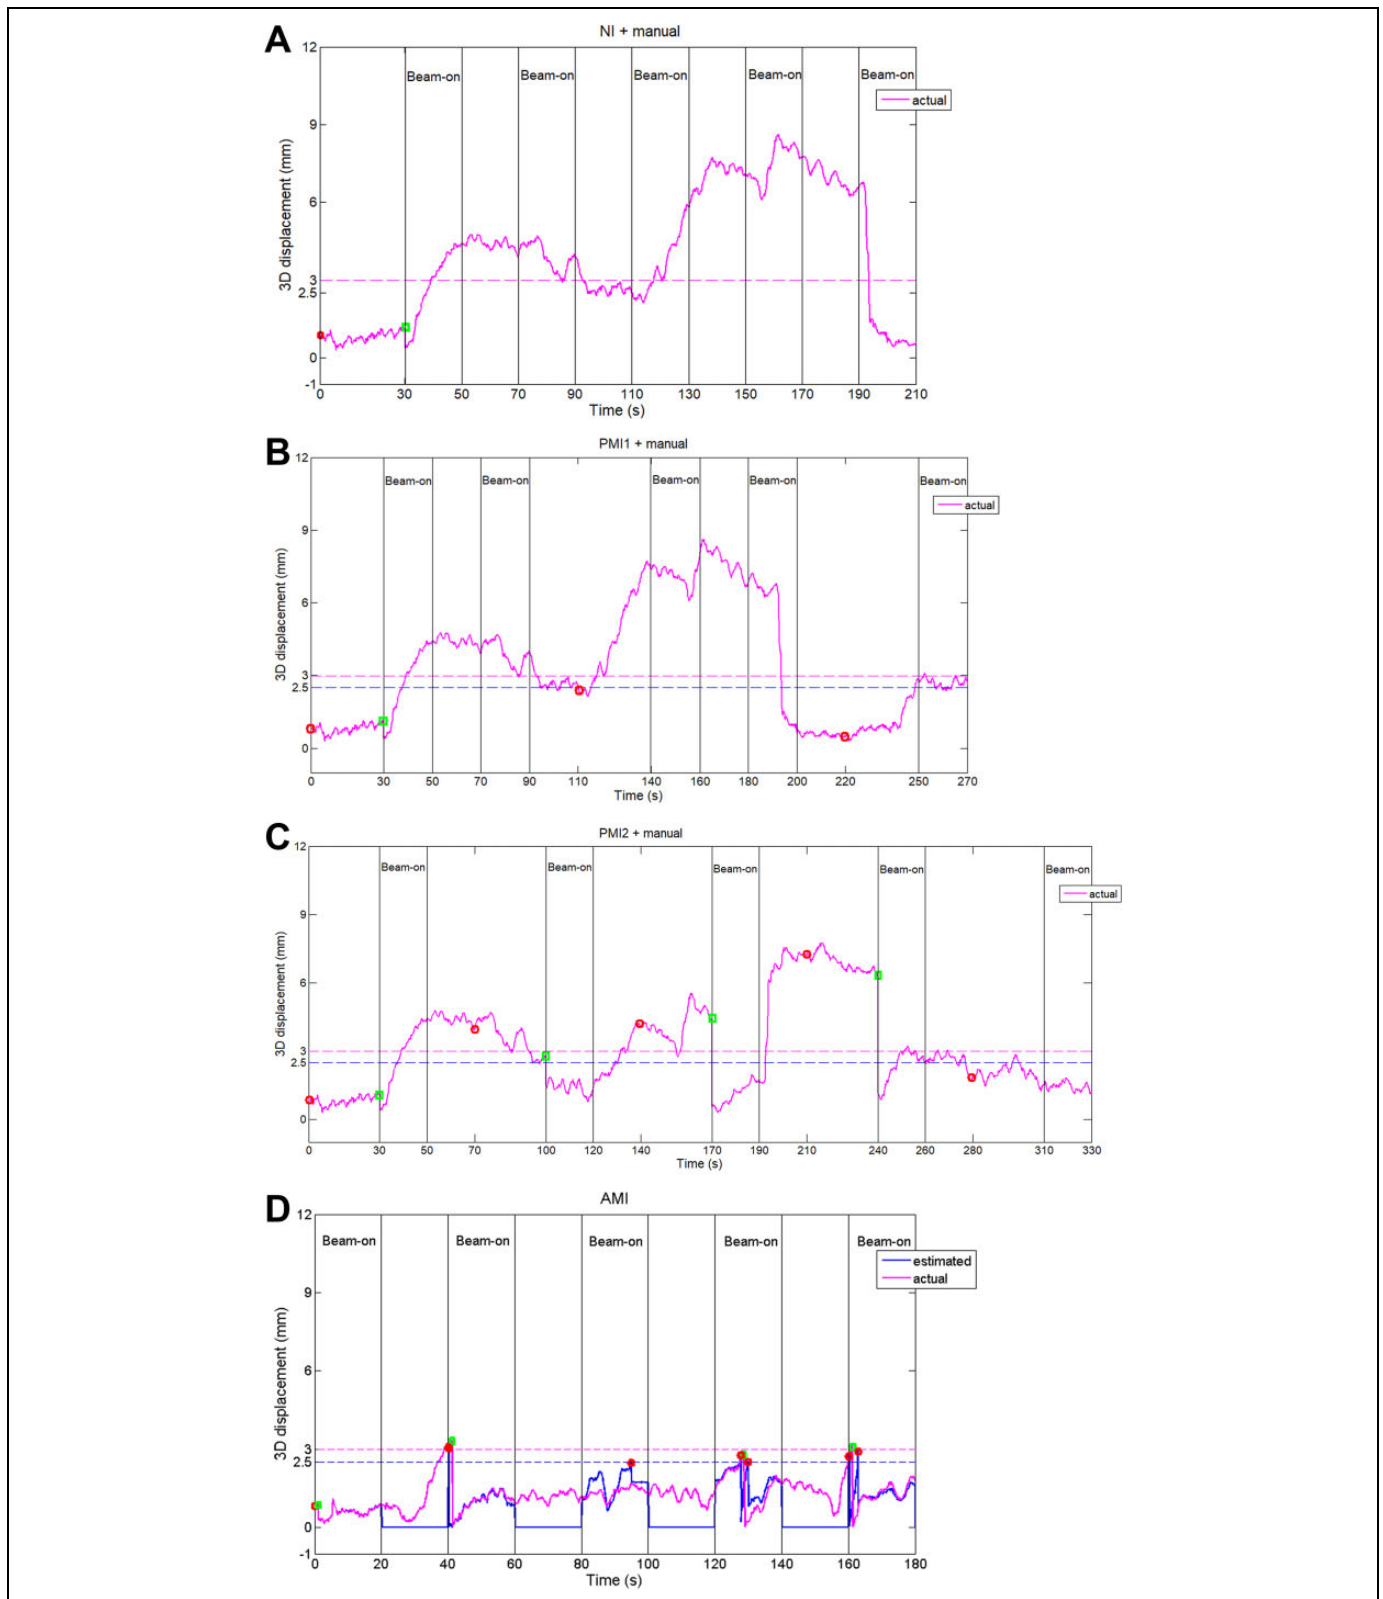 A
NI + manual
12
9
6
3
2.5
0
-1
3D displacement (mm)
Beam-on Beam-on Beam-on Beam-on Beam-on
actual
0 30 50 70 90 110 130 150 170 190 210
Time (s)
B
PMI1 + manual
12
9
6
3
2.5
0
3D displacement (mm)
Beam-on Beam-on Beam-on Beam-on Beam-on
actual
0 30 50 70 90 110 140 160 180 200 220 250 270
Time (s)
C
PMI2 + manual
12
9
6
3
2.5
0
3D displacement (mm)
Beam-on Beam-on Beam-on Beam-on Beam-on
actual
0 30 50 70 100 120 140 170 190 210 240 260 280 310 330
Time (s)
D
AMI
12
9
6
3
2.5
0
-1
3D displacement (mm)
Beam-on Beam-on Beam-on Beam-on Beam-on
estimated
actual
0 20 40 60 80 100 120 140 160 180
Time (s)